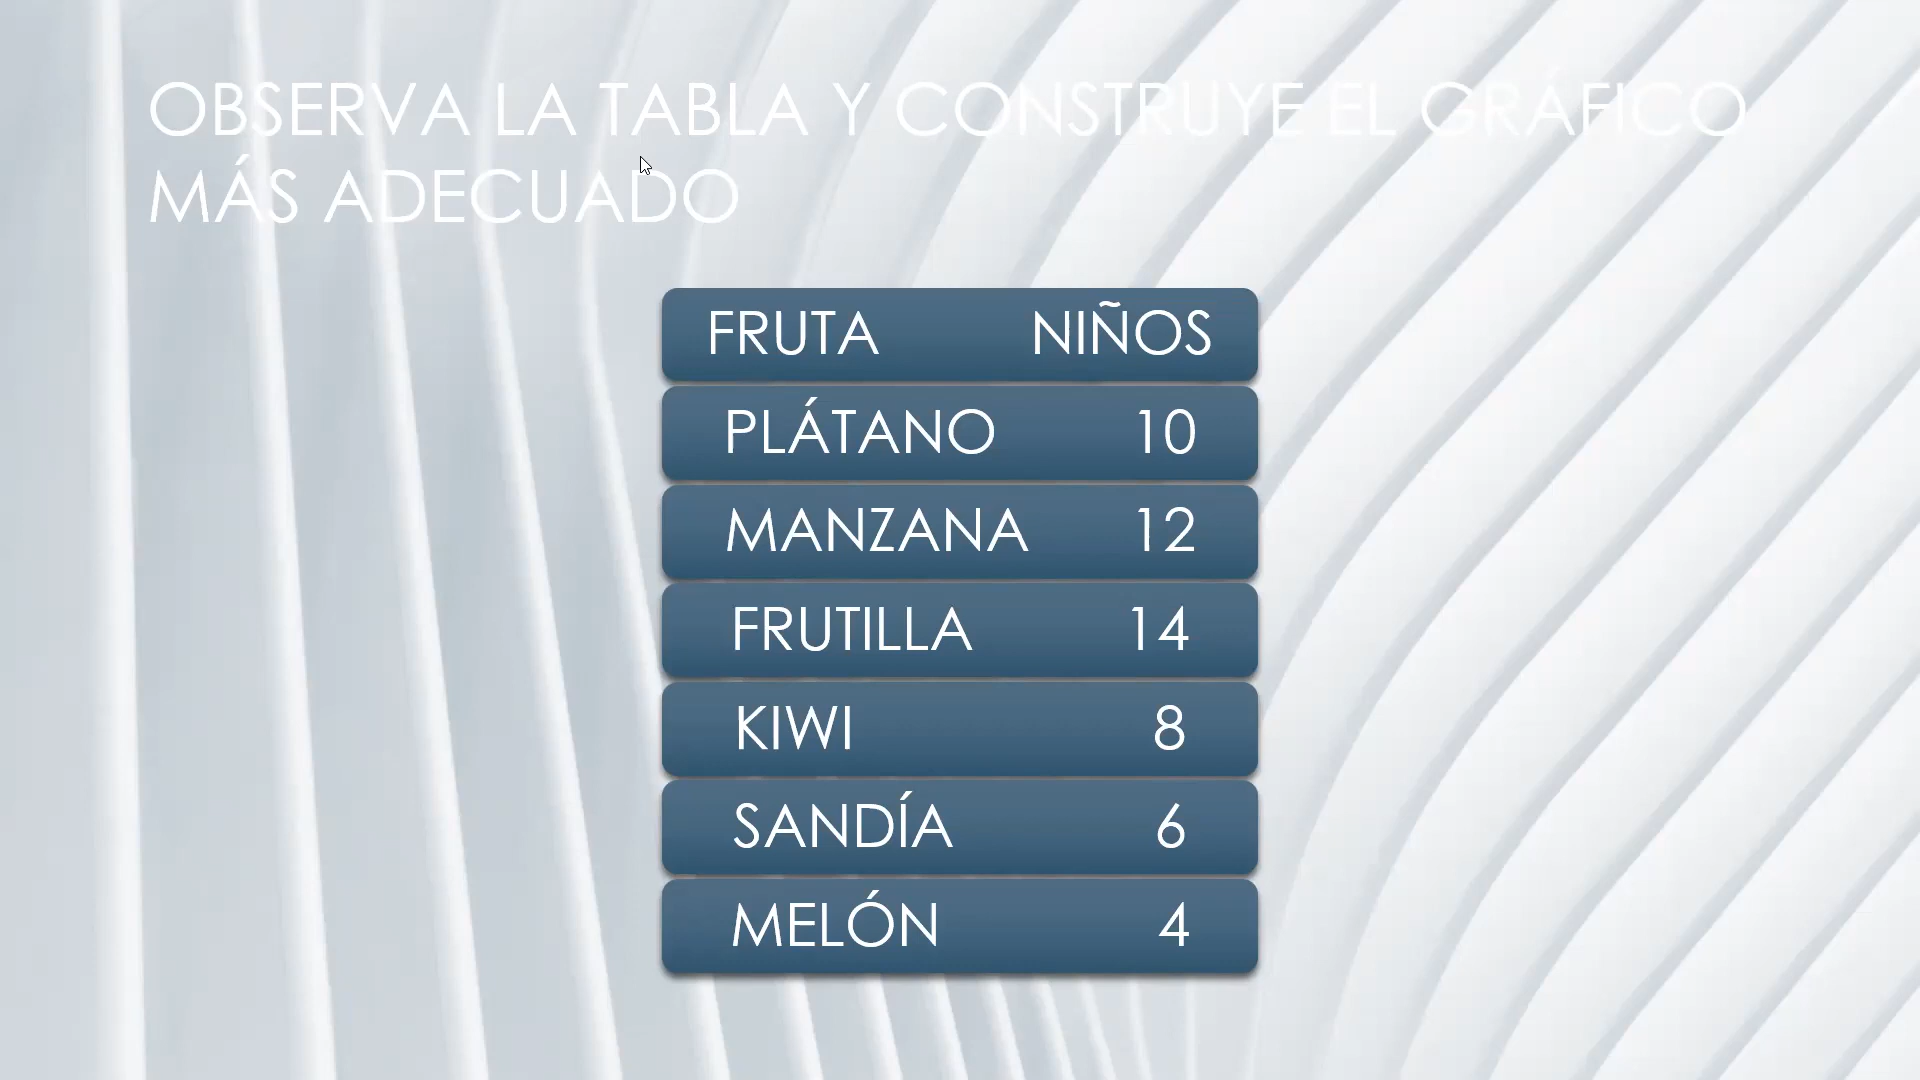 OBSERVA LA TABLA Y CONSTRUYE EL GRÁFICO
MÁS ADECUADO
FRUTA NIÑOS
PLÁTANO 10
MANZANA 12
FRUTILLA 14
KIWI 8
SANDÍA 6
MELÓN 4